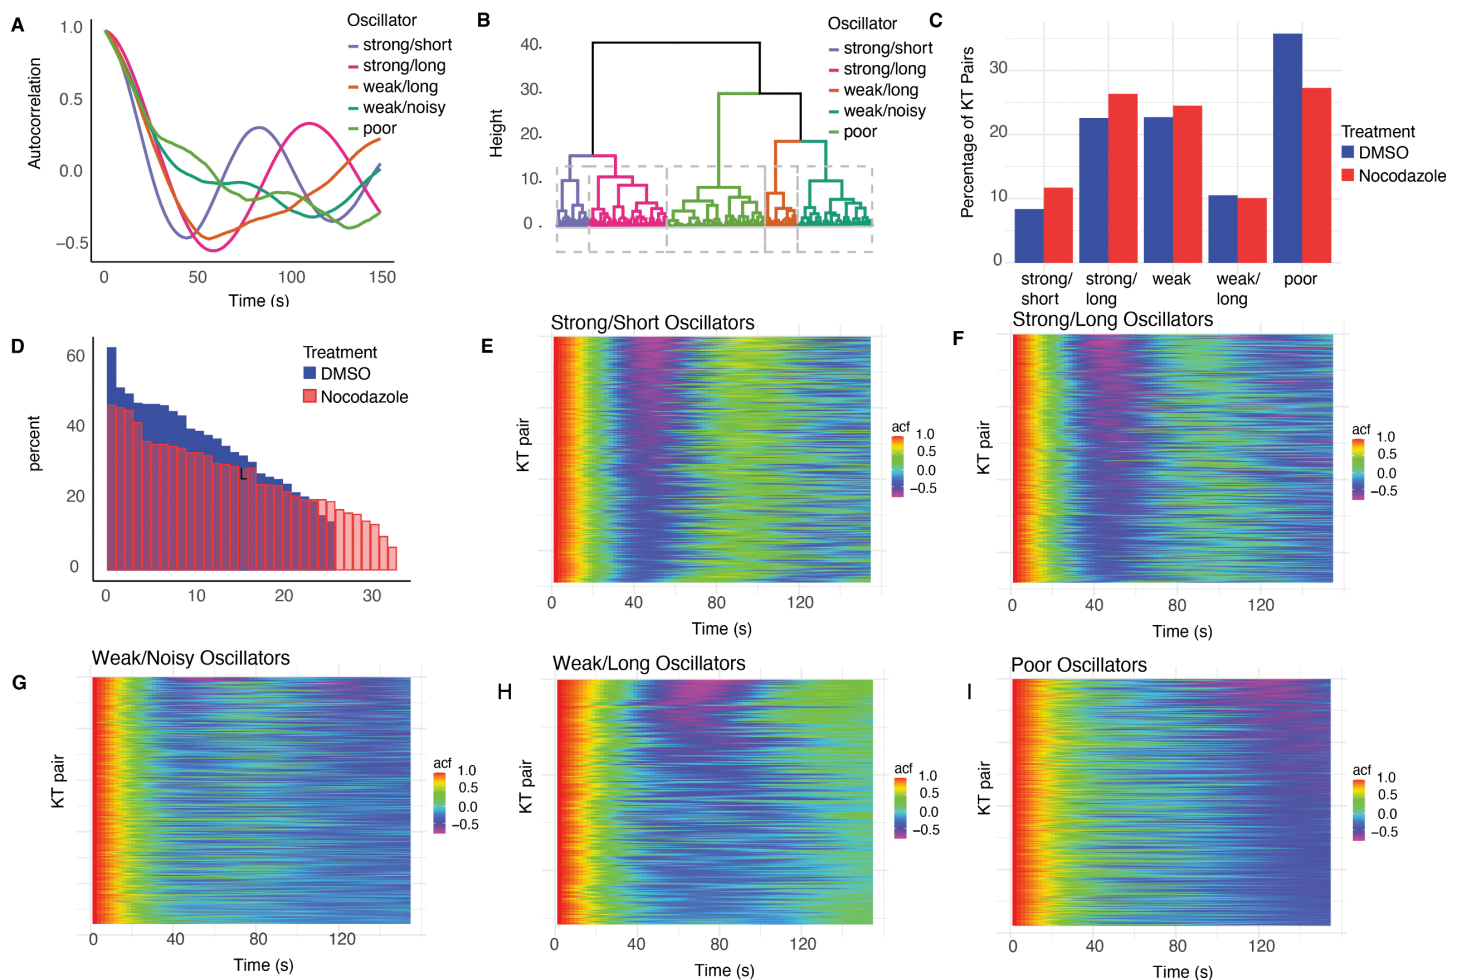 A
Autocorrelation
1.0
0.5
0.0
−0.5
0
50
100
150
Time (s)
Oscillator
strong/short
strong/long
weak/long
weak/noisy
poor
B
Height
40.
30.
20.
10.
0.
Oscillator
strong/short
strong/long
weak/long
weak/noisy
poor
C
Percentage of KT Pairs
30
20
10
0
strong/
short
strong/
long
weak
weak/
long
poor
Treatment
DMSO
Nocodazole
D
percent
60
40
20
0
0
10
20
30
Treatment
DMSO
Nocodazole
L
E
Strong/Short Oscillators
KT pair
0
40
80
120
Time (s)
acf
1.0
0.5
0.0
−0.5
F
Strong/Long Oscillators
KT pair
0
40
80
120
Time (s)
acf
1.0
0.5
0.0
−0.5
G
Weak/Noisy Oscillators
KT pair
0
40
80
120
Time (s)
acf
1.0
0.5
0.0
−0.5
H
Weak/Long Oscillators
KT pair
0
40
80
120
Time (s)
acf
1.0
0.5
0.0
−0.5
I
Poor Oscillators
KT pair
0
40
80
120
Time (s)
acf
1.0
0.5
0.0
−0.5